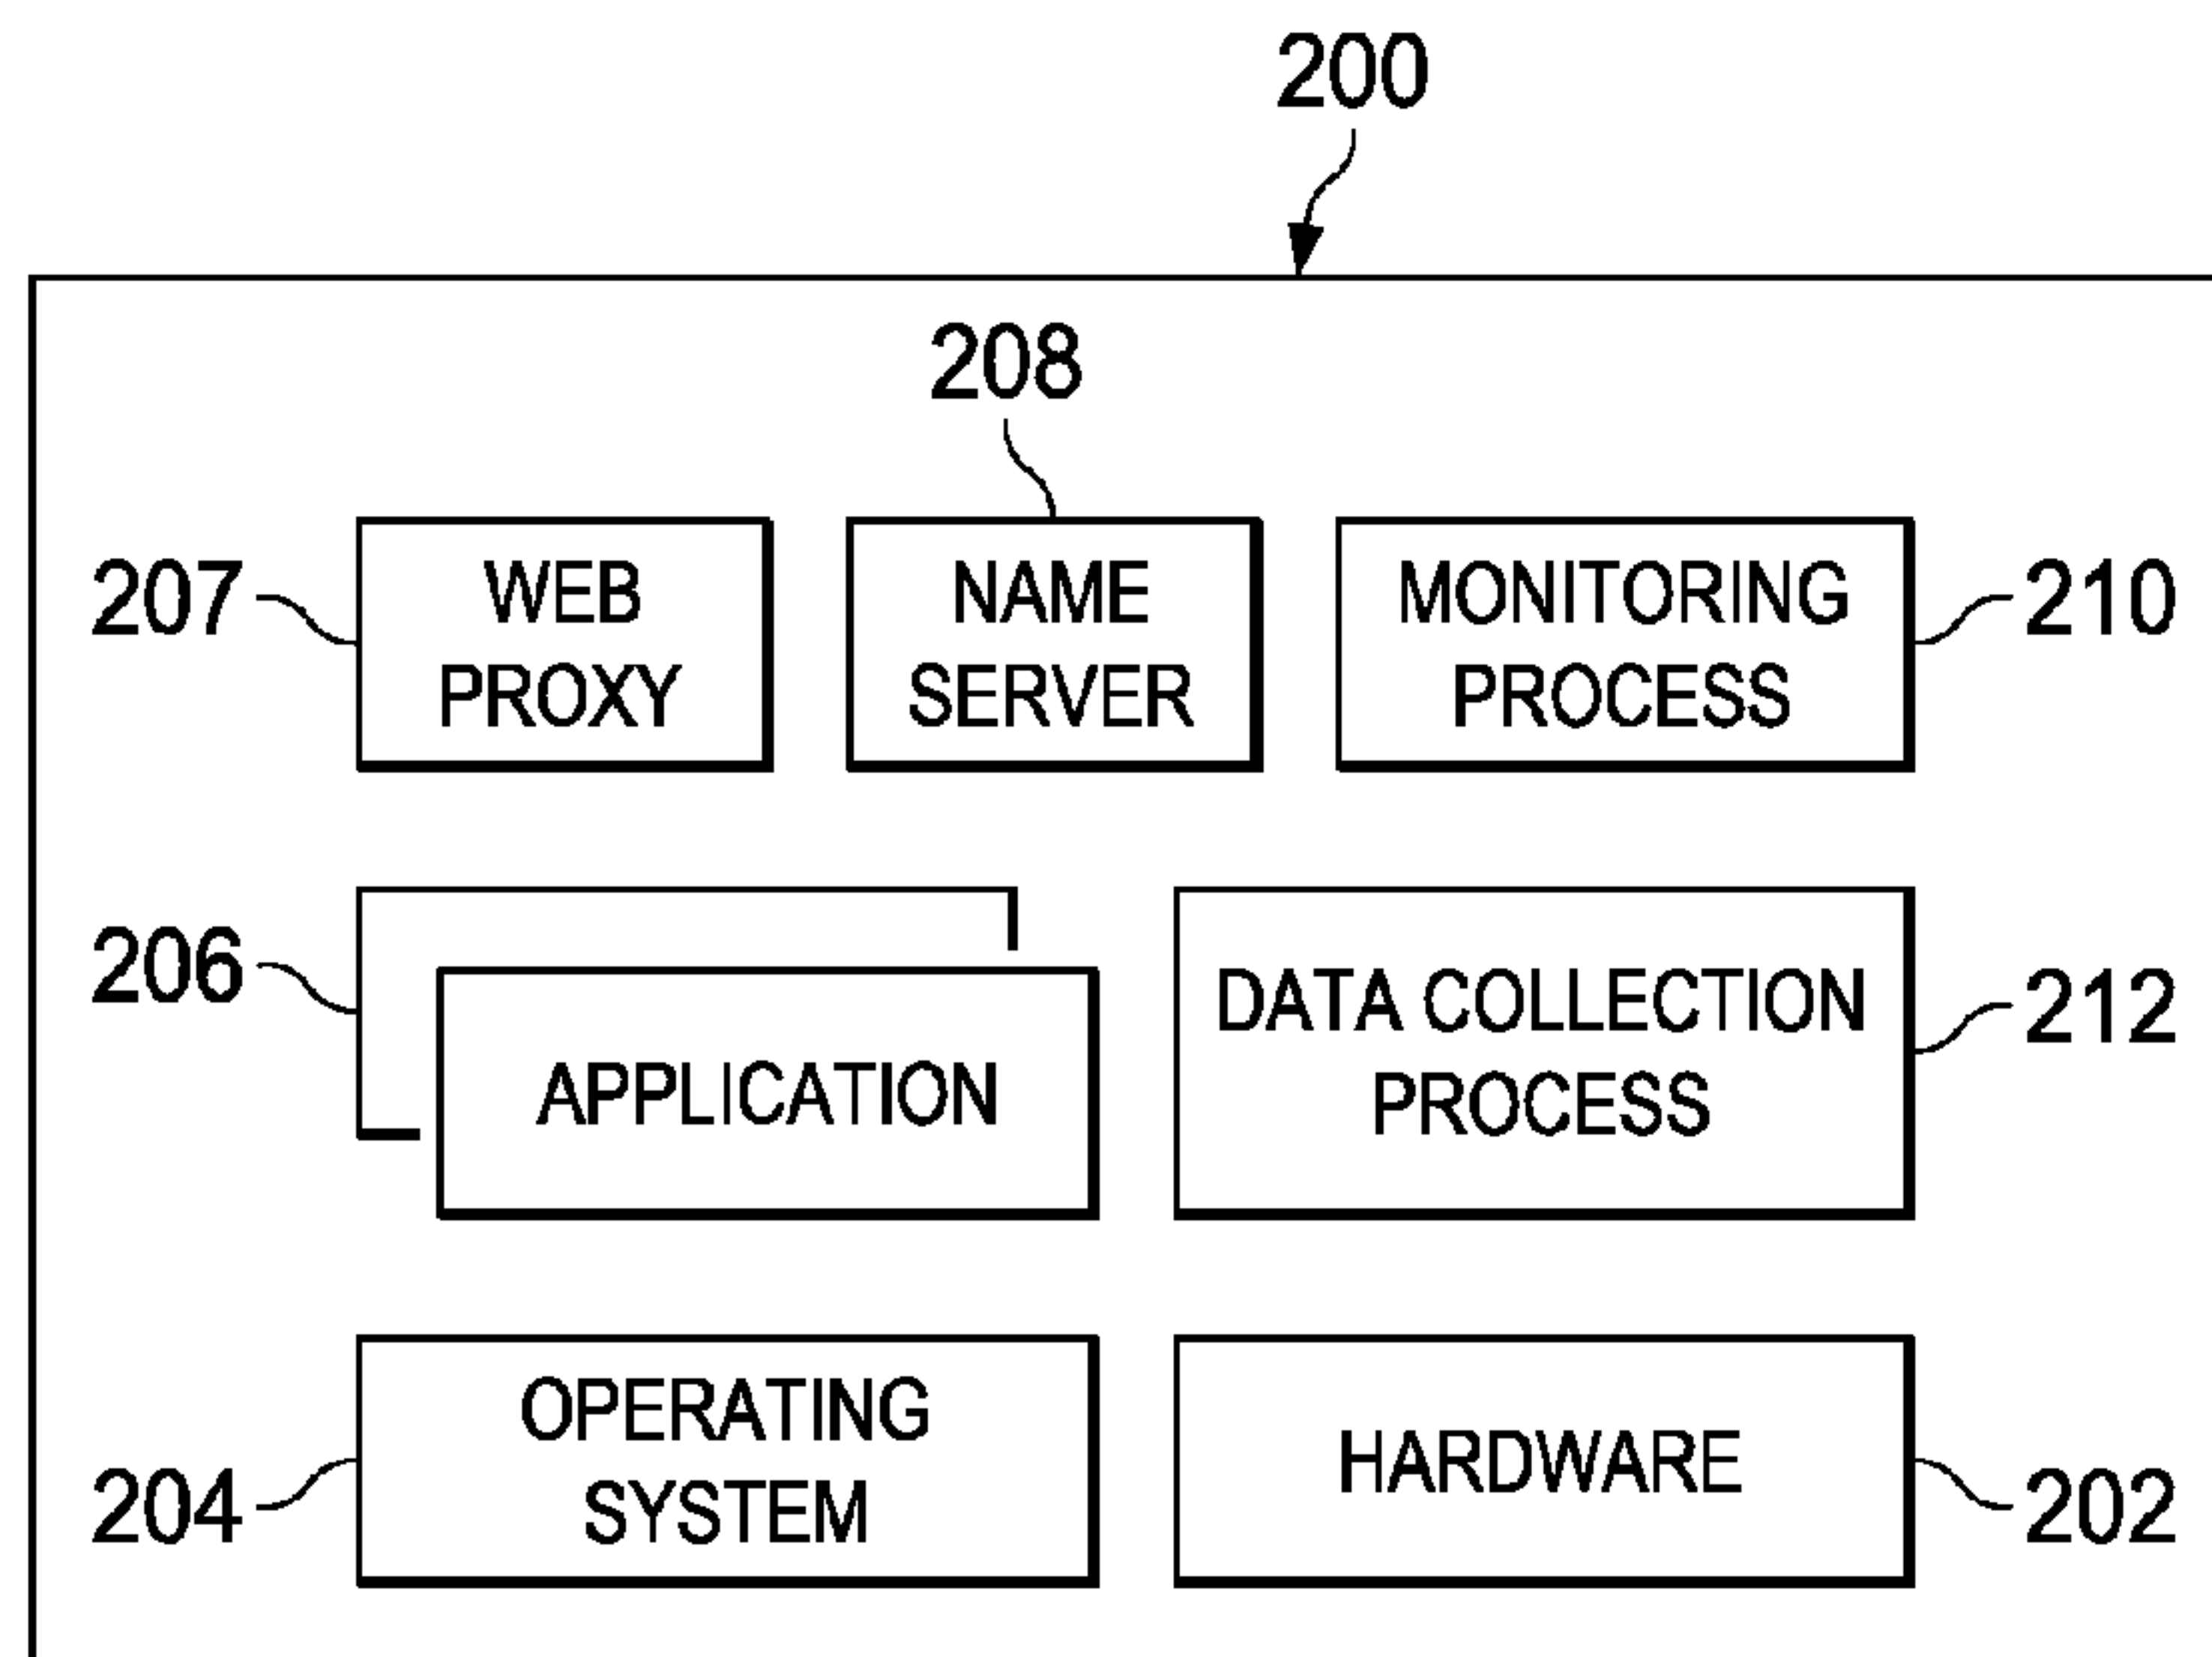 200
208
207
WEB
PROXY
NAME
SERVER
MONITORING
PROCESS
210
206
APPLICATION
DATA COLLECTION
PROCESS
212
204
OPERATING
SYSTEM
HARDWARE
202